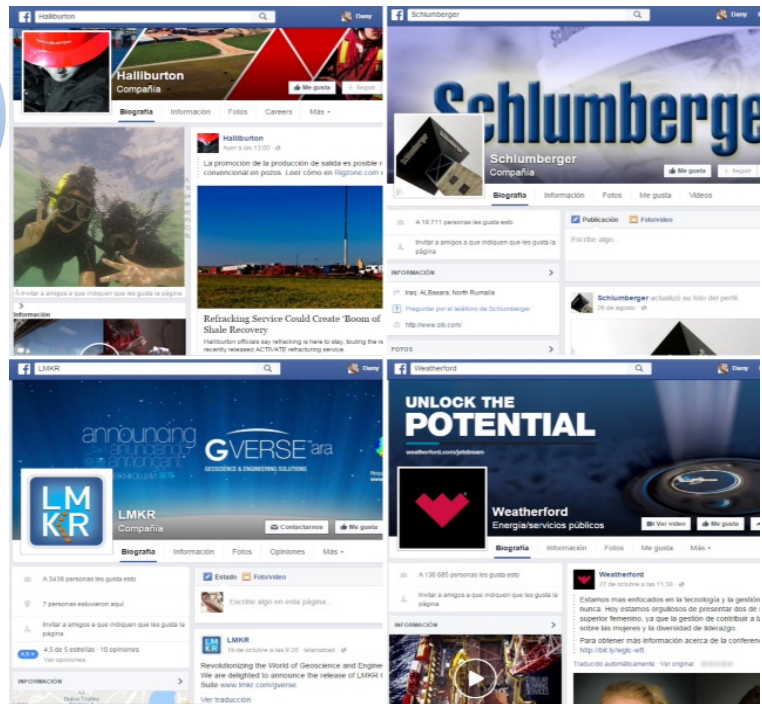 Halliburton
Dany
Halliburton
Compañía
Me gusta
Seguir
Biografía
Información
Fotos
Careers
Más
Halliburton
Ayer a las 13:00
La promoción de la producción de salida es posible
convencional en pozos. Leer cómo en Rigzone.com
Invitar a amigos a que indiquen que les gusta la página
Información
Refracking Service Could Create 'Boom of
Shale Recovery
Halliburton officials say refracking is here to stay, touting the
recently released ACTIVATE refracturing service.
Schlumberger
Dany
Schlumberger
Schlumberger
Schlumberger
Compañía
Me gusta
Seguir
Biografía
Información
Fotos
Me gusta
Videos
A 19 711 personas les gusta esto
Invitar a amigos a que indiquen que les gusta la
página
INFORMACIÓN
Iraq, ALBasara, North Rumaila
Preguntar por el teléfono de Schlumberger
http://www.slb.com/
FOTOS
Publicación
Foto/video
Escribe algo...
Schlumberger actualizó su foto del perfil.
26 de agosto
LMKR
Dany
announcing
GVERSE
GEOSCIENCE & ENGINEERING SOLUTIONS
LMKR
LMKR
Compañía
Contactarnos
Me gusta
Biografía
Información
Fotos
Opiniones
Más
A 3438 personas les gusta esto
7 personas estuvieron aquí
Invitar a amigos a que indiquen que les gusta la
página
4,5 de 5 estrellas · 10 opiniones
Ver opiniones
INFORMACIÓN
Estado
Foto/video
Escribe algo en esta página...
LMKR
19 de octubre a las 9:20 · Islamabad
Revolutionizing the World of Geoscience and Engine
We are delighted to announce the release of LMKR
Suite www.lmkr.com/gverse
Ver traducción
Weatherford
Dany
UNLOCK THE
POTENTIAL
weatherford.com/jetstream
Weatherford
Energía/servicios públicos
Ver video
Me gusta
Biografía
Información
Fotos
Me gusta
Más
A 136 685 personas les gusta esto
Invitar a amigos a que indiquen que les gusta la
página
INFORMACIÓN
TUBULAR
RUNNING
SERVICES
Weatherford
27 de octubre a las 11:36
Estamos mas enfocados en la tecnología y la gestión
nunca. Hoy estamos orgullosos de presentar dos de
superior femenino, ya que la gestión de contribuir a la
sobre las mujeres y la diversidad de liderazgo.
Para obtener más información acerca de la conferen
Traducido automáticamente · Ver original